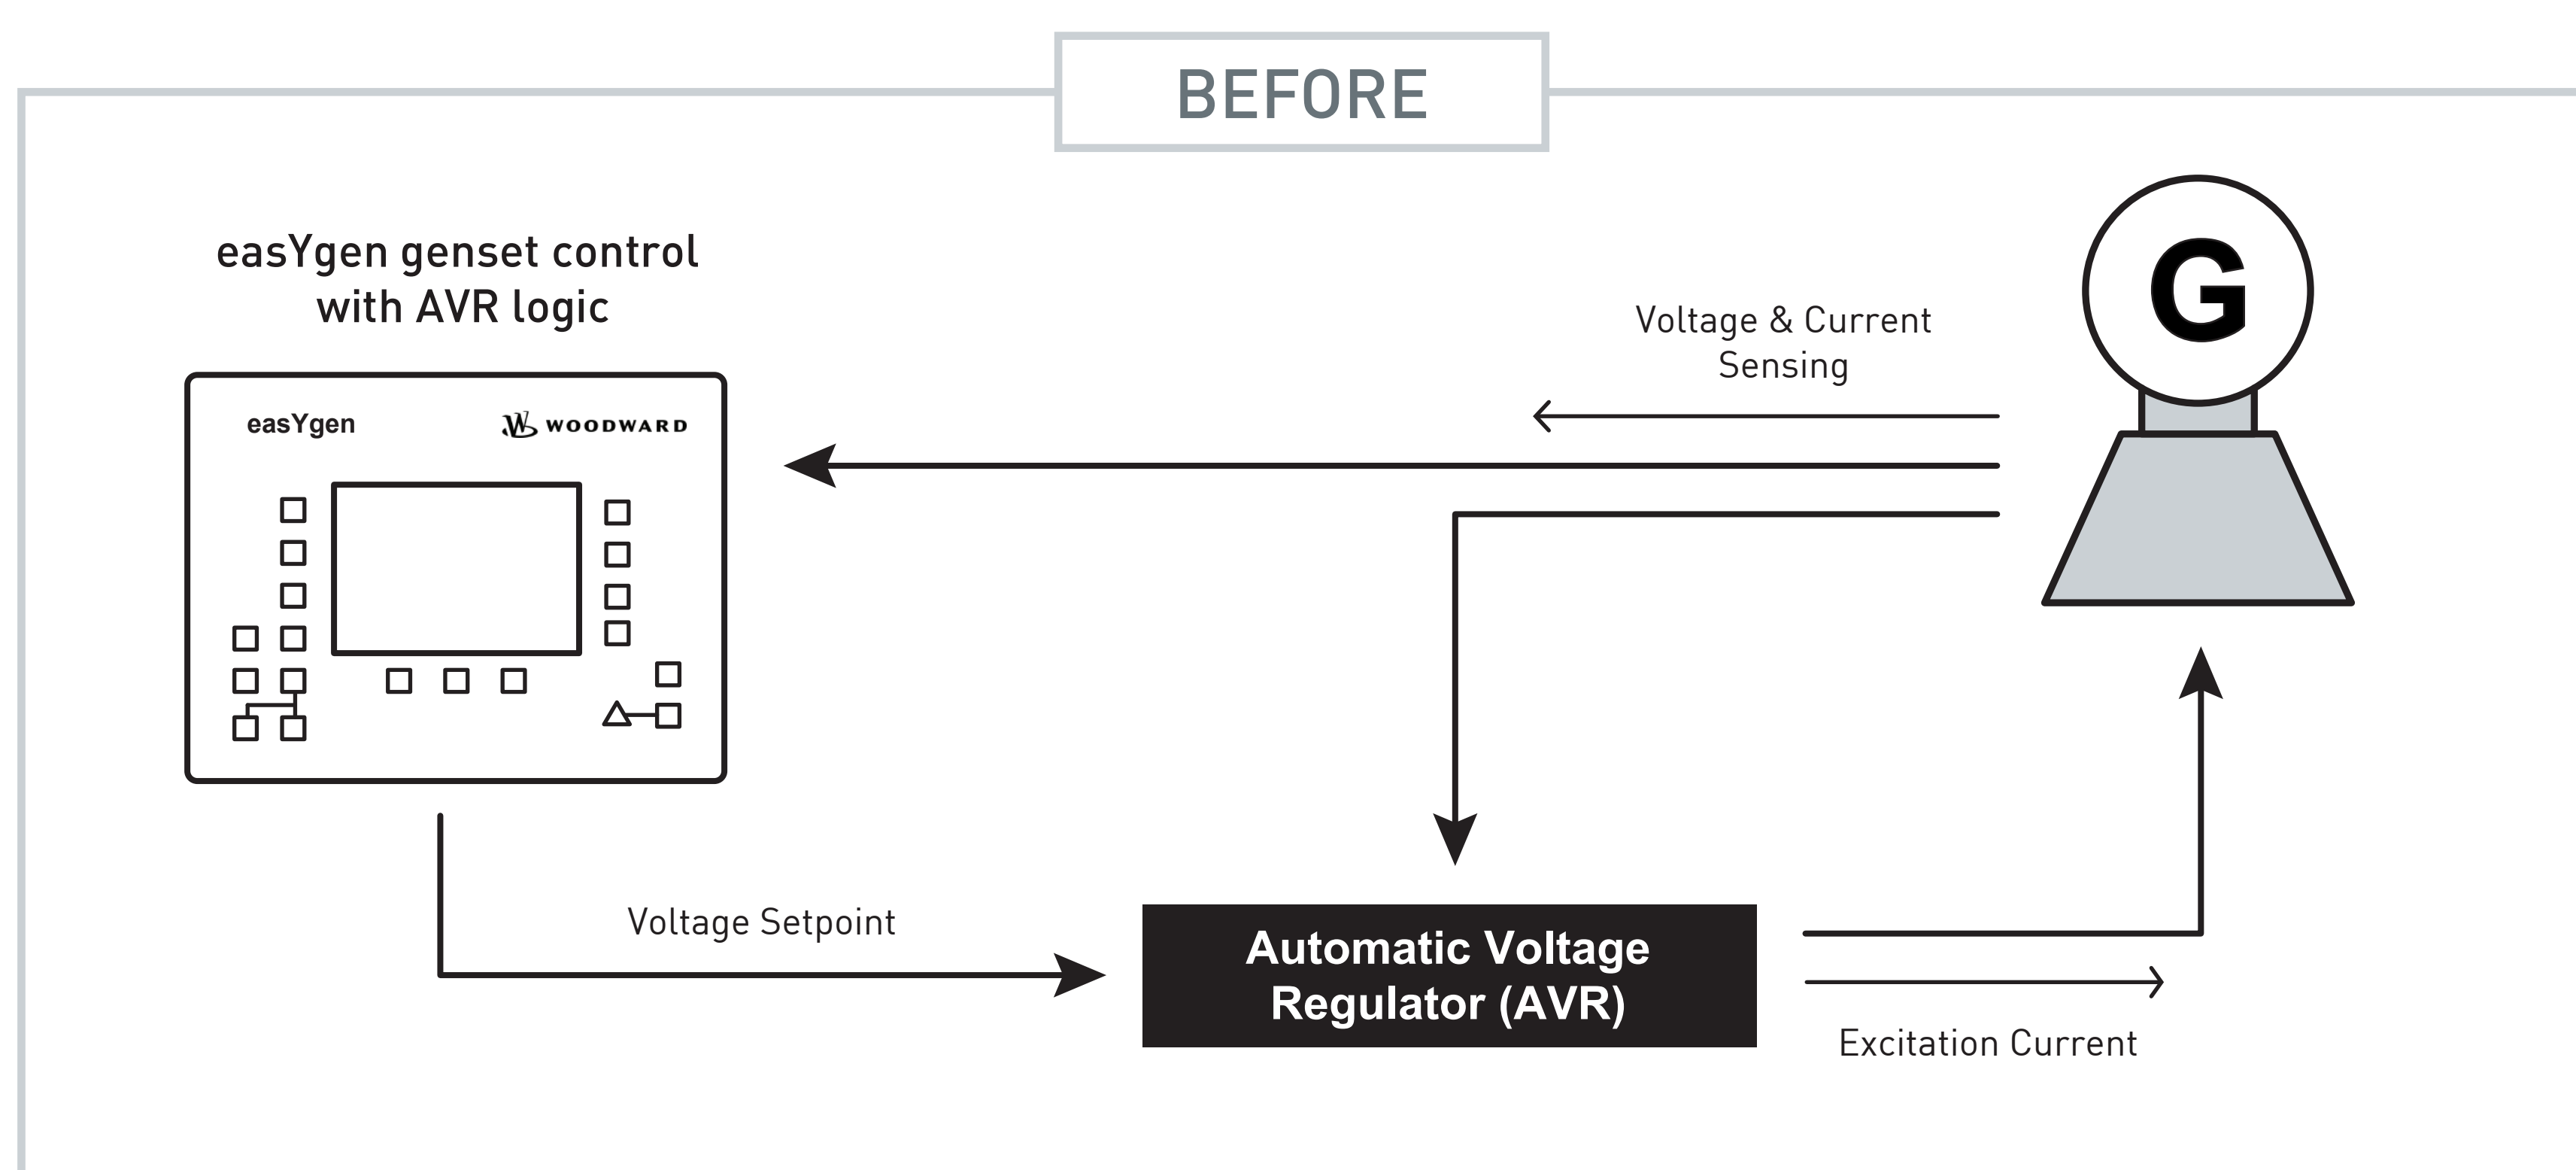 BEFORE
easYgen genset control
with AVR logic
easYgen
WOODWARD
Voltage & Current
Sensing
G
Voltage Setpoint
Automatic Voltage
Regulator (AVR)
Excitation Current